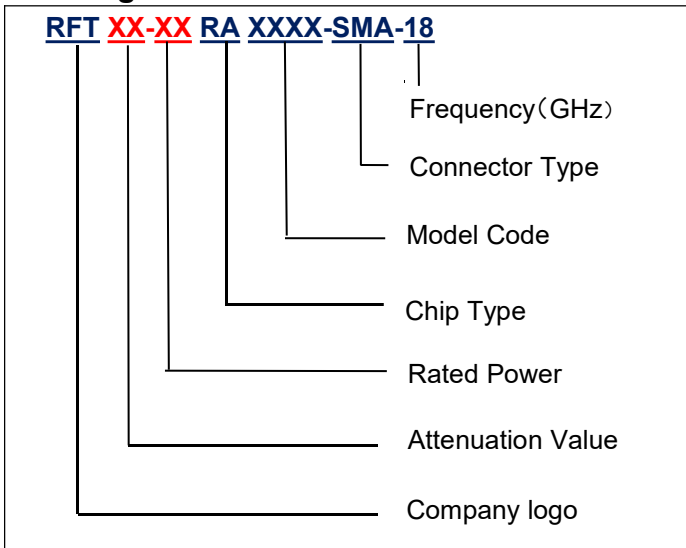 RFT XX-XX RA XXXX-SMA-18
Frequency（GHz）
Connector Type
Model Code
Chip Type
Rated Power
Attenuation Value
Company logo